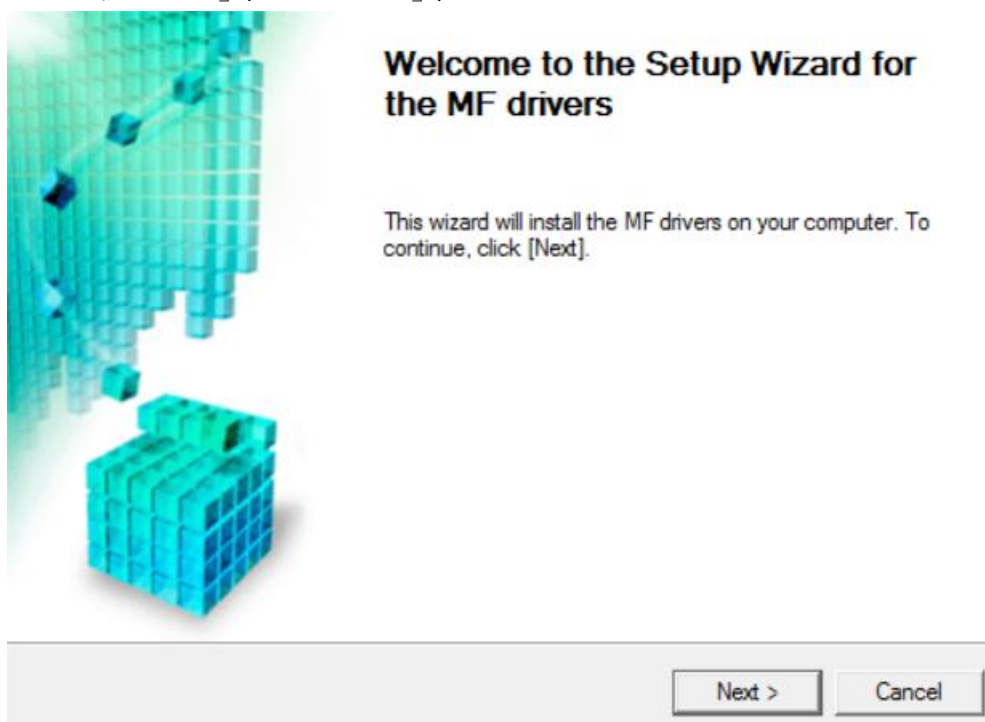 Welcome to the Setup Wizard for
the MF drivers
This wizard will install the MF drivers on your computer. To
continue, click [Next].
Next >
Cancel